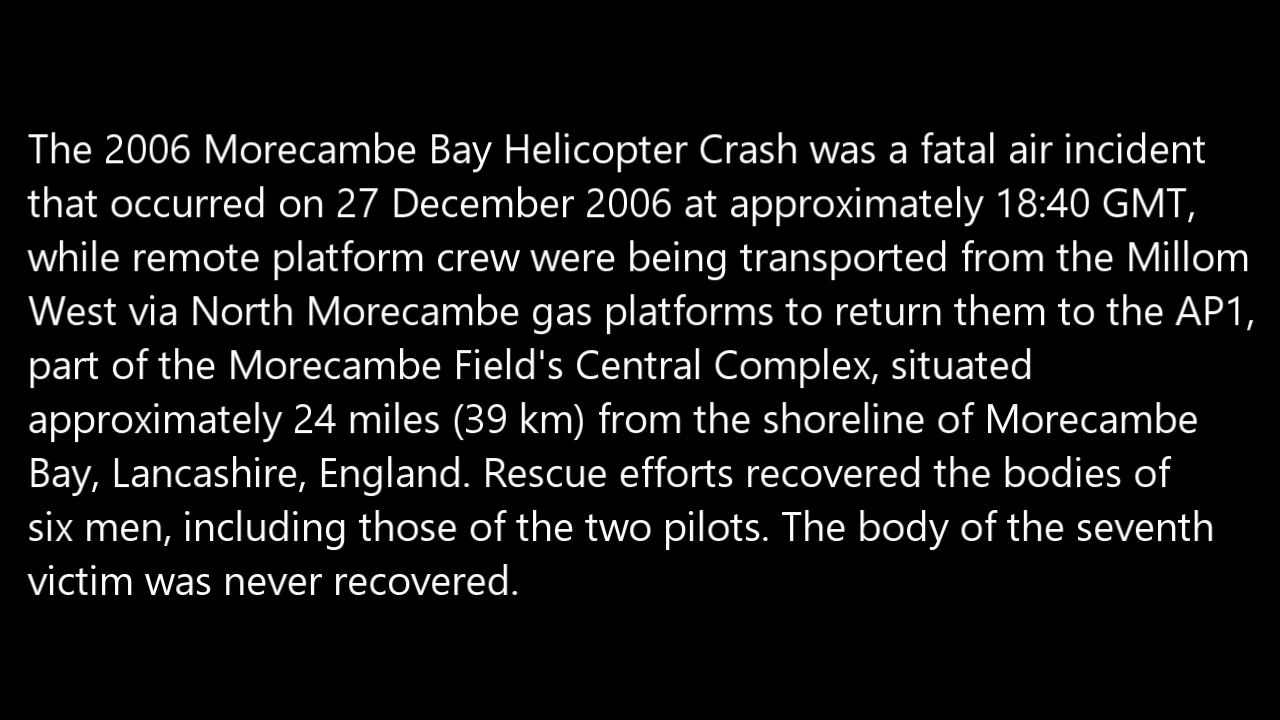 The 2006 Morecambe Bay Helicopter Crash was a fatal air incident
that occurred on 27 December 2006 at approximately 18:40 GMT,
while remote platform crew were being transported from the Millom
West via North Morecambe gas platforms to return them to the AP1,
part of the Morecambe Field's Central Complex, situated
approximately 24 miles (39 km) from the shoreline of Morecambe
Bay, Lancashire, England. Rescue efforts recovered the bodies of
six men, including those of the two pilots. The body of the seventh
victim was never recovered.